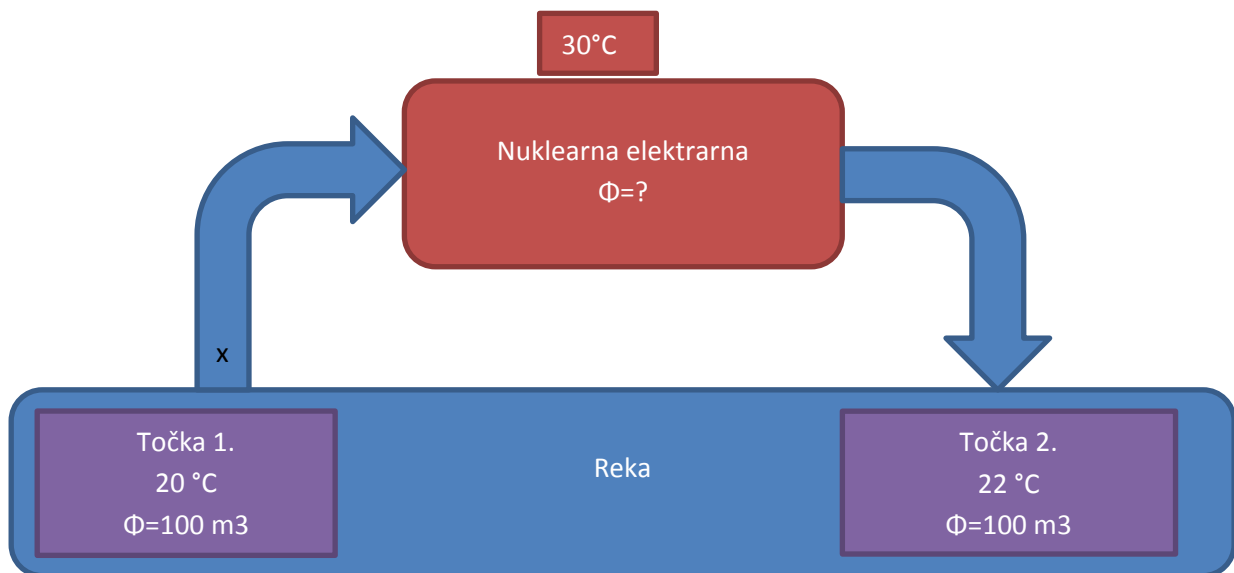 30°C
Nuklearna elektrarna
Φ=?
x
Točka 1.
20 °C
Φ=100 m3
Reka
Točka 2.
22 °C
Φ=100 m3